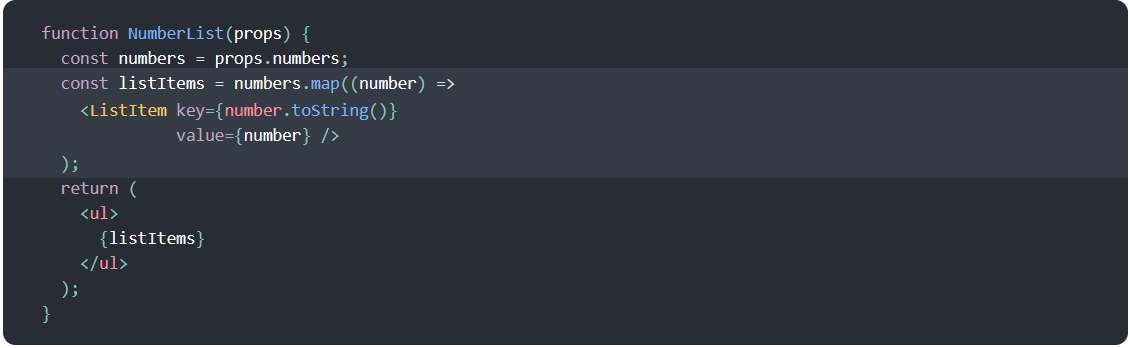 function NumberList(props) {
  const numbers = props.numbers;
  const listItems = numbers.map((number) =>
    <ListItem key={number.toString()}
              value={number} />
  );
  return (
    <ul>
      {listItems}
    </ul>
  );
}